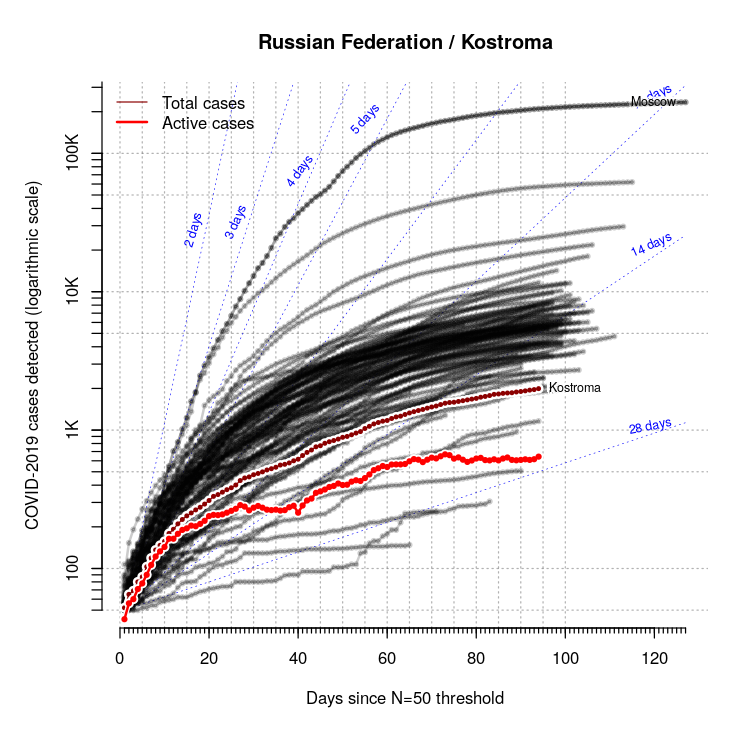 Russian Federation / Kostroma
Total cases
Active cases
days
Moscow
2 days
3 days
4 days
5 days
14 days
28 days
Kostroma
COVID-2019 cases detected (logarithmic scale)
100K
10K
1K
100
0 20 40 60 80 100 120
Days since N=50 threshold